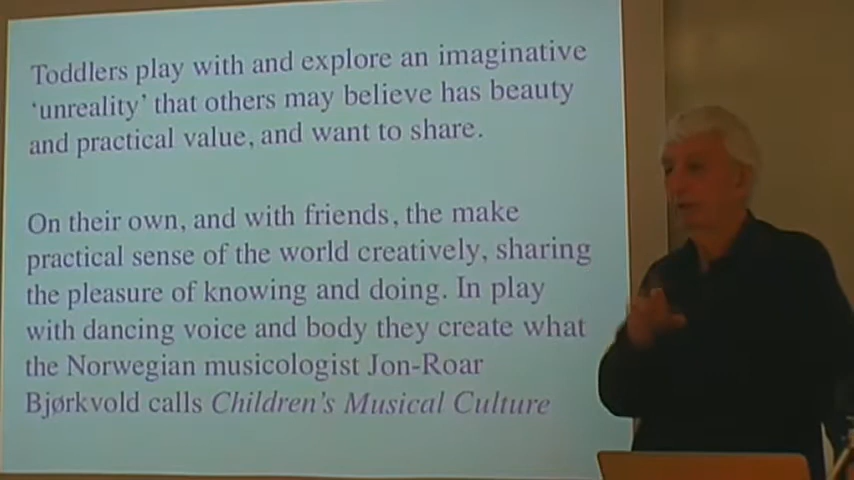 Toddlers play with and explore an imaginative
‘unreality’ that others may believe has beauty
and practical value, and want to share.
On their own, and with friends, the make
practical sense of the world creatively, sharing
the pleasure of knowing and doing. In play
with dancing voice and body they create what
the Norwegian musicologist Jon-Roar
Bjørkvold calls Children’s Musical Culture